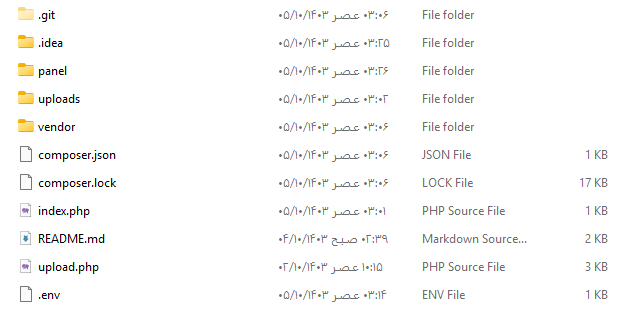 .git ۰۵/۱۰/۱۴۰۳ عصر ۰۳:۰۶ File folder
.idea ۰۵/۱۰/۱۴۰۳ عصر ۰۳:۲۵ File folder
panel ۰۵/۱۰/۱۴۰۳ عصر ۰۳:۲۶ File folder
uploads ۰۵/۱۰/۱۴۰۳ عصر ۰۳:۰۲ File folder
vendor ۰۵/۱۰/۱۴۰۳ عصر ۰۳:۰۶ File folder
composer.json ۰۵/۱۰/۱۴۰۳ عصر ۰۳:۰۶ JSON File 1 KB
composer.lock ۰۵/۱۰/۱۴۰۳ عصر ۰۳:۰۶ LOCK File 17 KB
index.php ۰۵/۱۰/۱۴۰۳ عصر ۰۳:۰۱ PHP Source File 1 KB
README.md ۰۴/۱۰/۱۴۰۳ صبح ۰۲:۳۹ Markdown Source... 2 KB
upload.php ۰۲/۱۰/۱۴۰۳ عصر ۱۰:۱۵ PHP Source File 3 KB
.env ۰۵/۱۰/۱۴۰۳ عصر ۰۳:۱۴ ENV File 1 KB